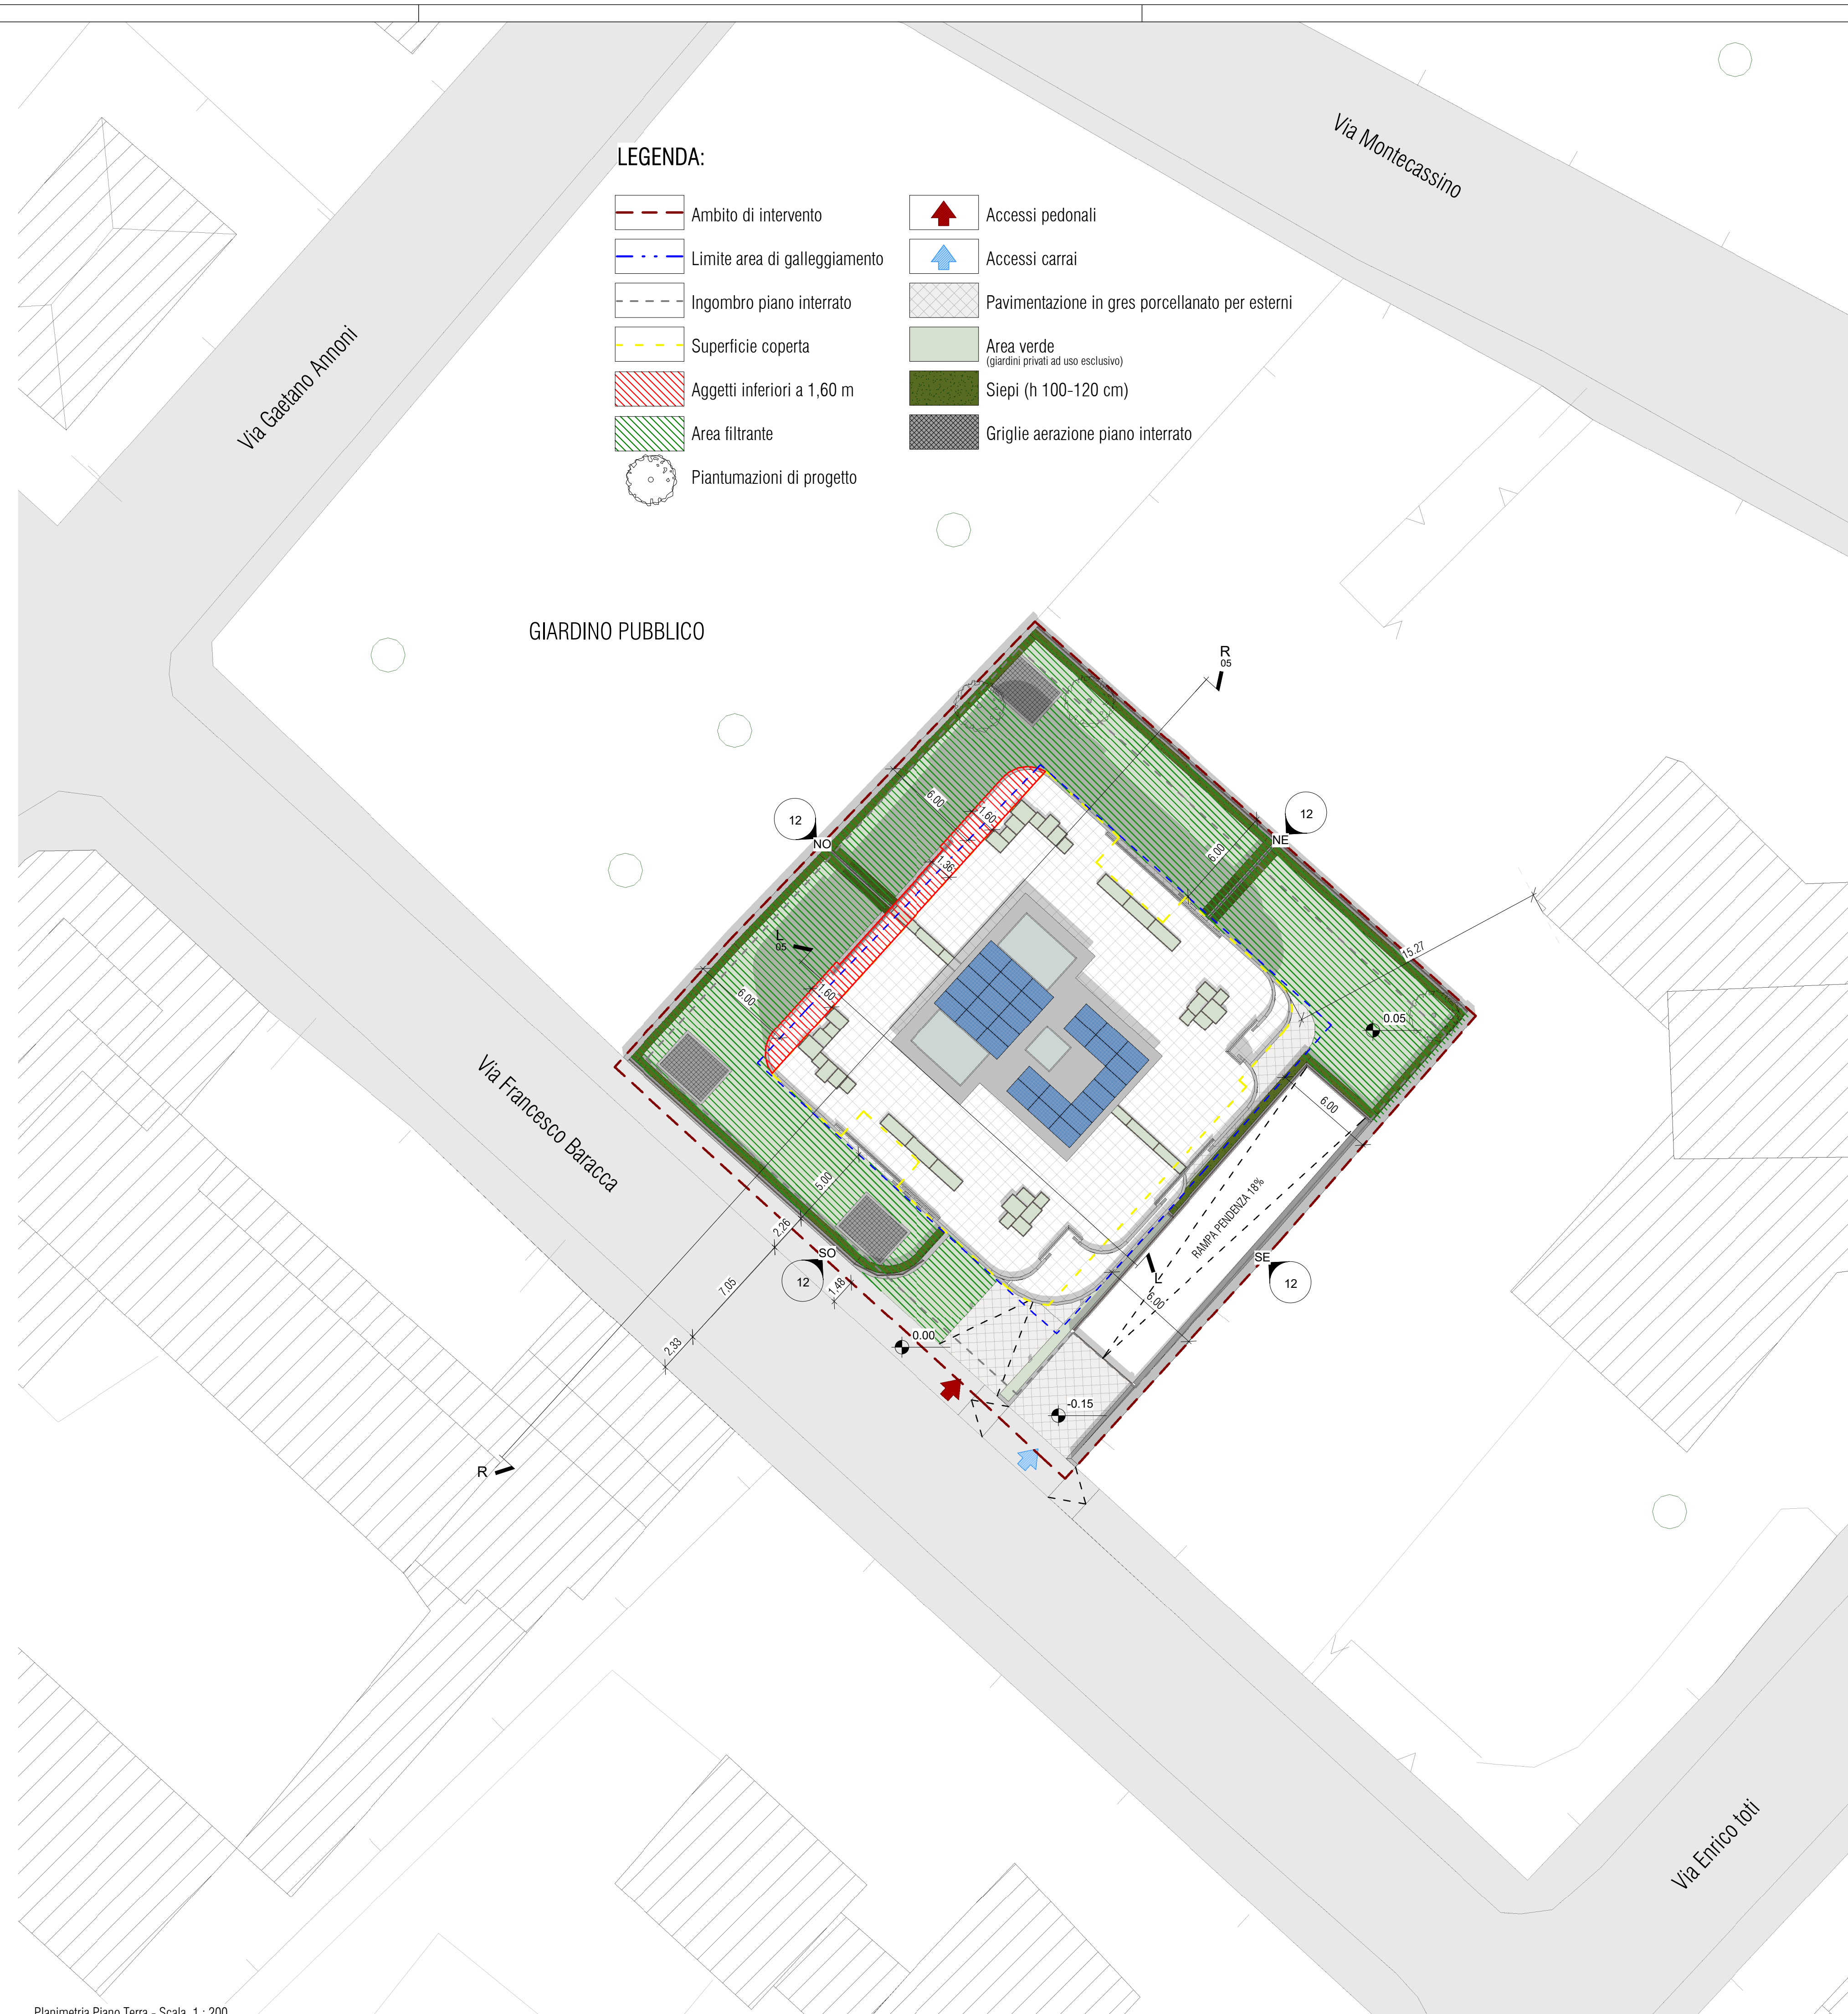 Via Montecassino
LEGENDA:
Ambito di intervento
Limite area di galleggiamento
Ingombro piano interrato
Superficie coperta
Aggetti inferiori a 1,60 m
Area filtrante
Piantumazioni di progetto
Accessi pedonali
Accessi carrai
Pavimentazione in gres porcellanato per esterni
Area verde
(giardini privati ad uso esclusivo)
Siepi (h 100-120 cm)
Griglie aerazione piano interrato
Via Gaetano Annoni
GIARDINO PUBBLICO
R
05
6.00
1.60
12
NO
12
NE
6.00
1.36
L
05
15.27
6.00
1.60
0.05
Via Francesco Baracca
6.00
5.00
RAMPA PENDENZA 18%
2.26
SO
12
SE
12
L
7.05
1.48
6.00
0.00
2.33
-0.15
R
Via Enrico toti
Planimetria Piano Terra - Scala 1 : 200